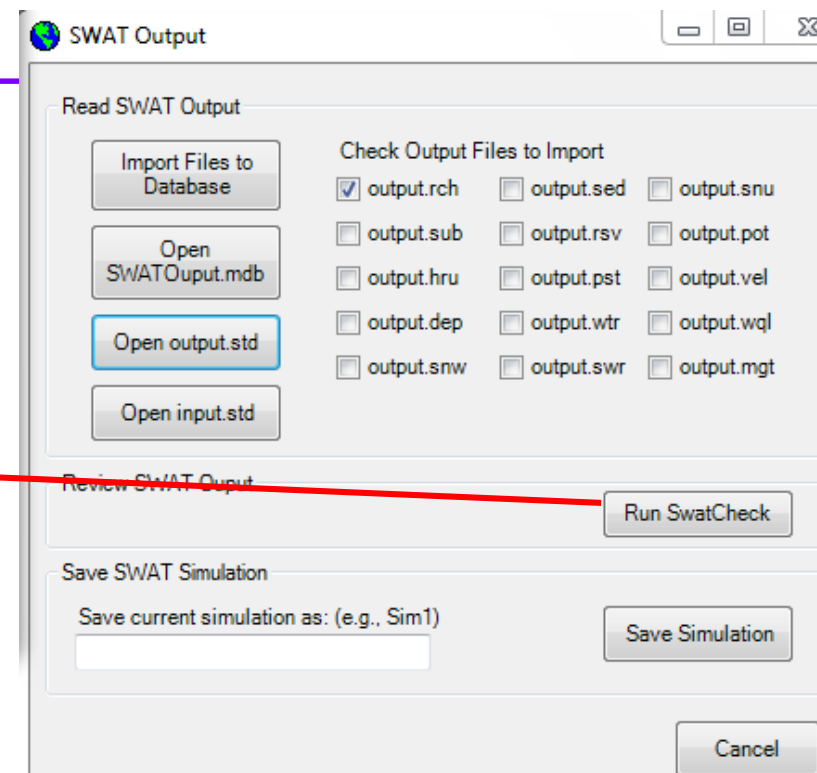 SWAT Output
Read SWAT Output
Import Files to
Database
Open
SWATOuput.mdb
Open output.std
Open input.std
Check Output Files to Import
output.rch output.sed output.snu
output.sub output.rsv output.pot
output.hru output.pst output.vel
output.dep output.wtr output.wql
output.snw output.swr output.mgt
Review SWAT Ouput
Run SwatCheck
Save SWAT Simulation
Save current simulation as: (e.g., Sim1)
Save Simulation
Cancel